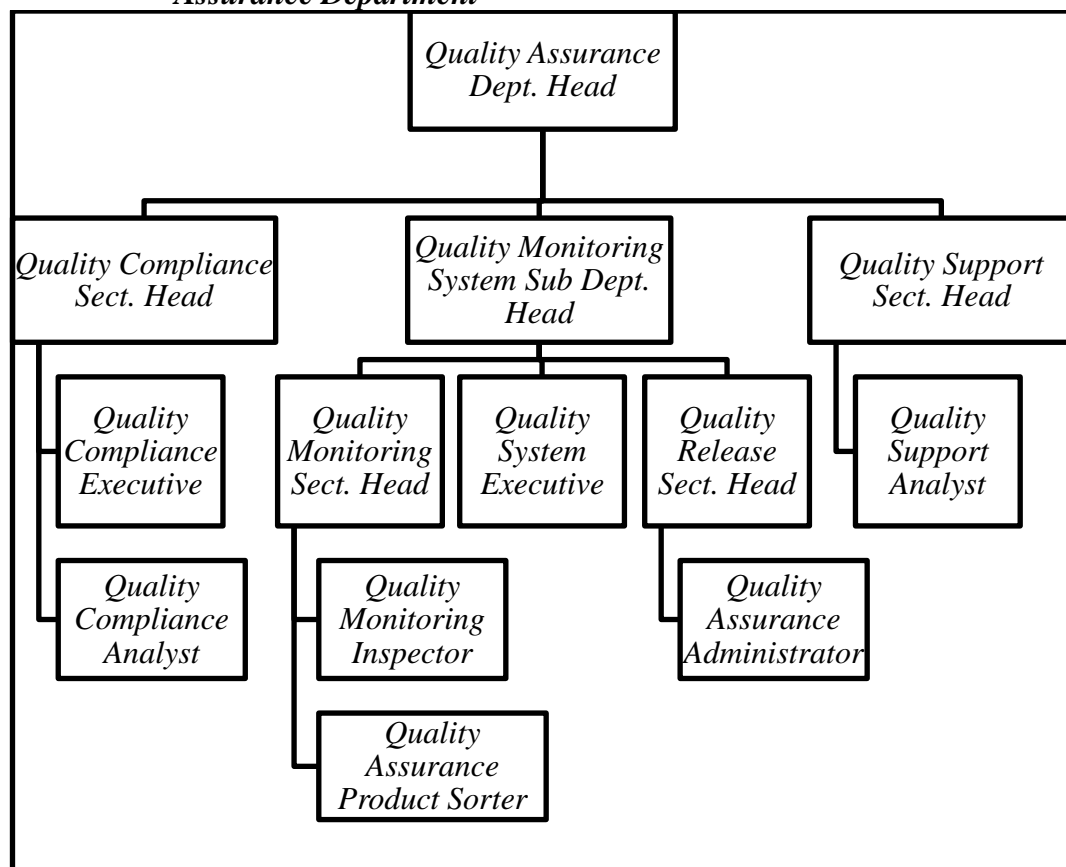 Assurance Department
Quality Assurance
Dept. Head
Quality Compliance
Sect. Head
Quality Monitoring
System Sub Dept.
Head
Quality Support
Sect. Head
Quality
Compliance
Executive
Quality
Monitoring
Sect. Head
Quality
System
Executive
Quality
Release
Sect. Head
Quality
Support
Analyst
Quality
Compliance
Analyst
Quality
Monitoring
Inspector
Quality
Assurance
Administrator
Quality
Assurance
Product Sorter